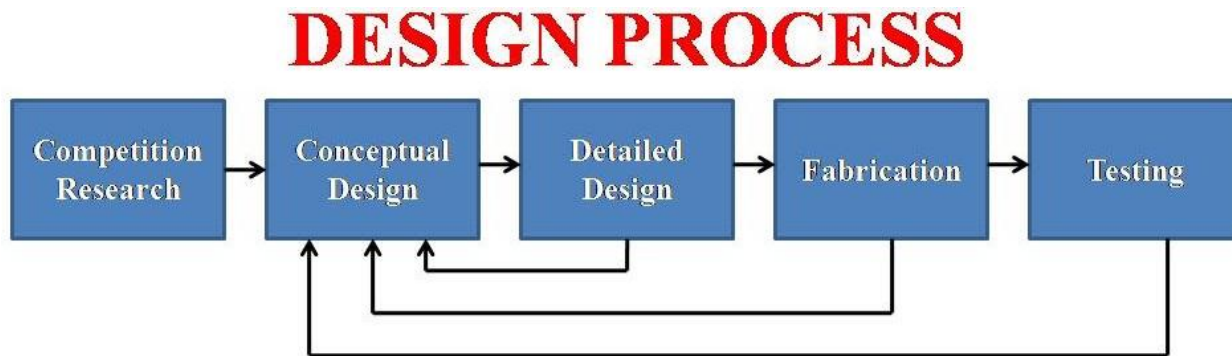 DESIGN PROCESS
Competition
Research
Conceptual
Design
Detailed
Design
Fabrication
Testing